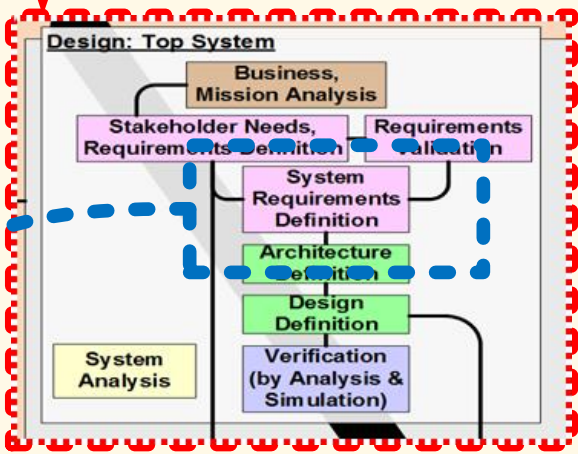 Design: Top System
Business,
Mission Analysis
Stakeholder Needs,
Requirements Definition
Requirements
Validation
System
Requirements
Definition
Architecture
Definition
Design
Definition
System
Analysis
Verification
(by Analysis &
Simulation)